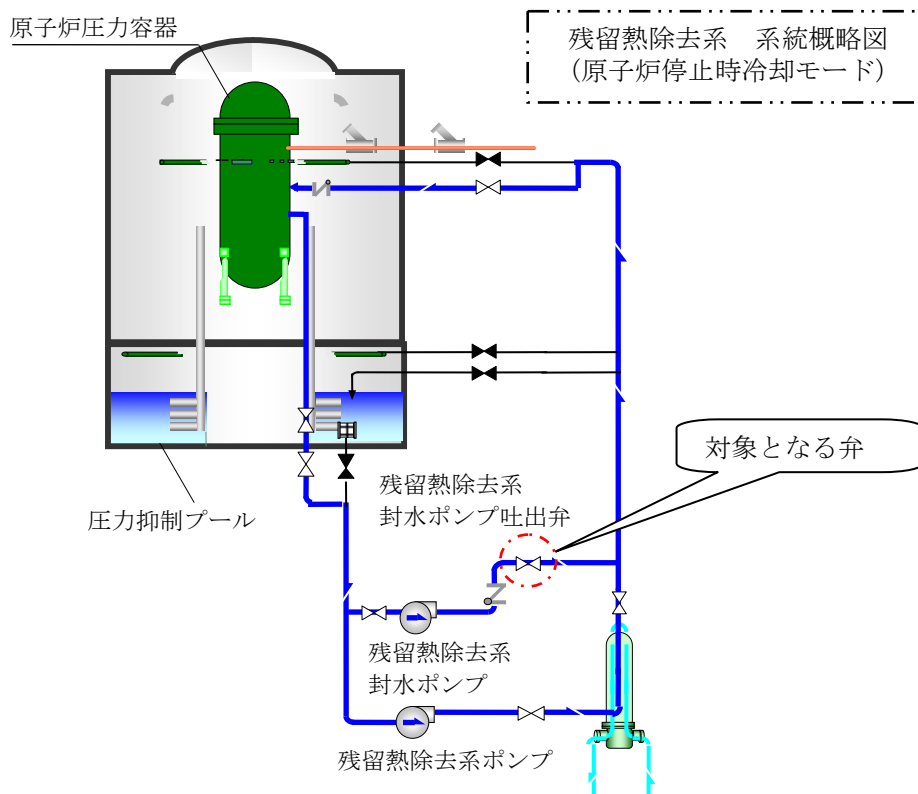 原子炉圧力容器
残留熱除去系 系統概略図
(原子炉停止時冷却モード)
対象となる弁
残留熱除去系
封水ポンプ吐出弁
圧力抑制プール
残留熱除去系
封水ポンプ
残留熱除去系ポンプ